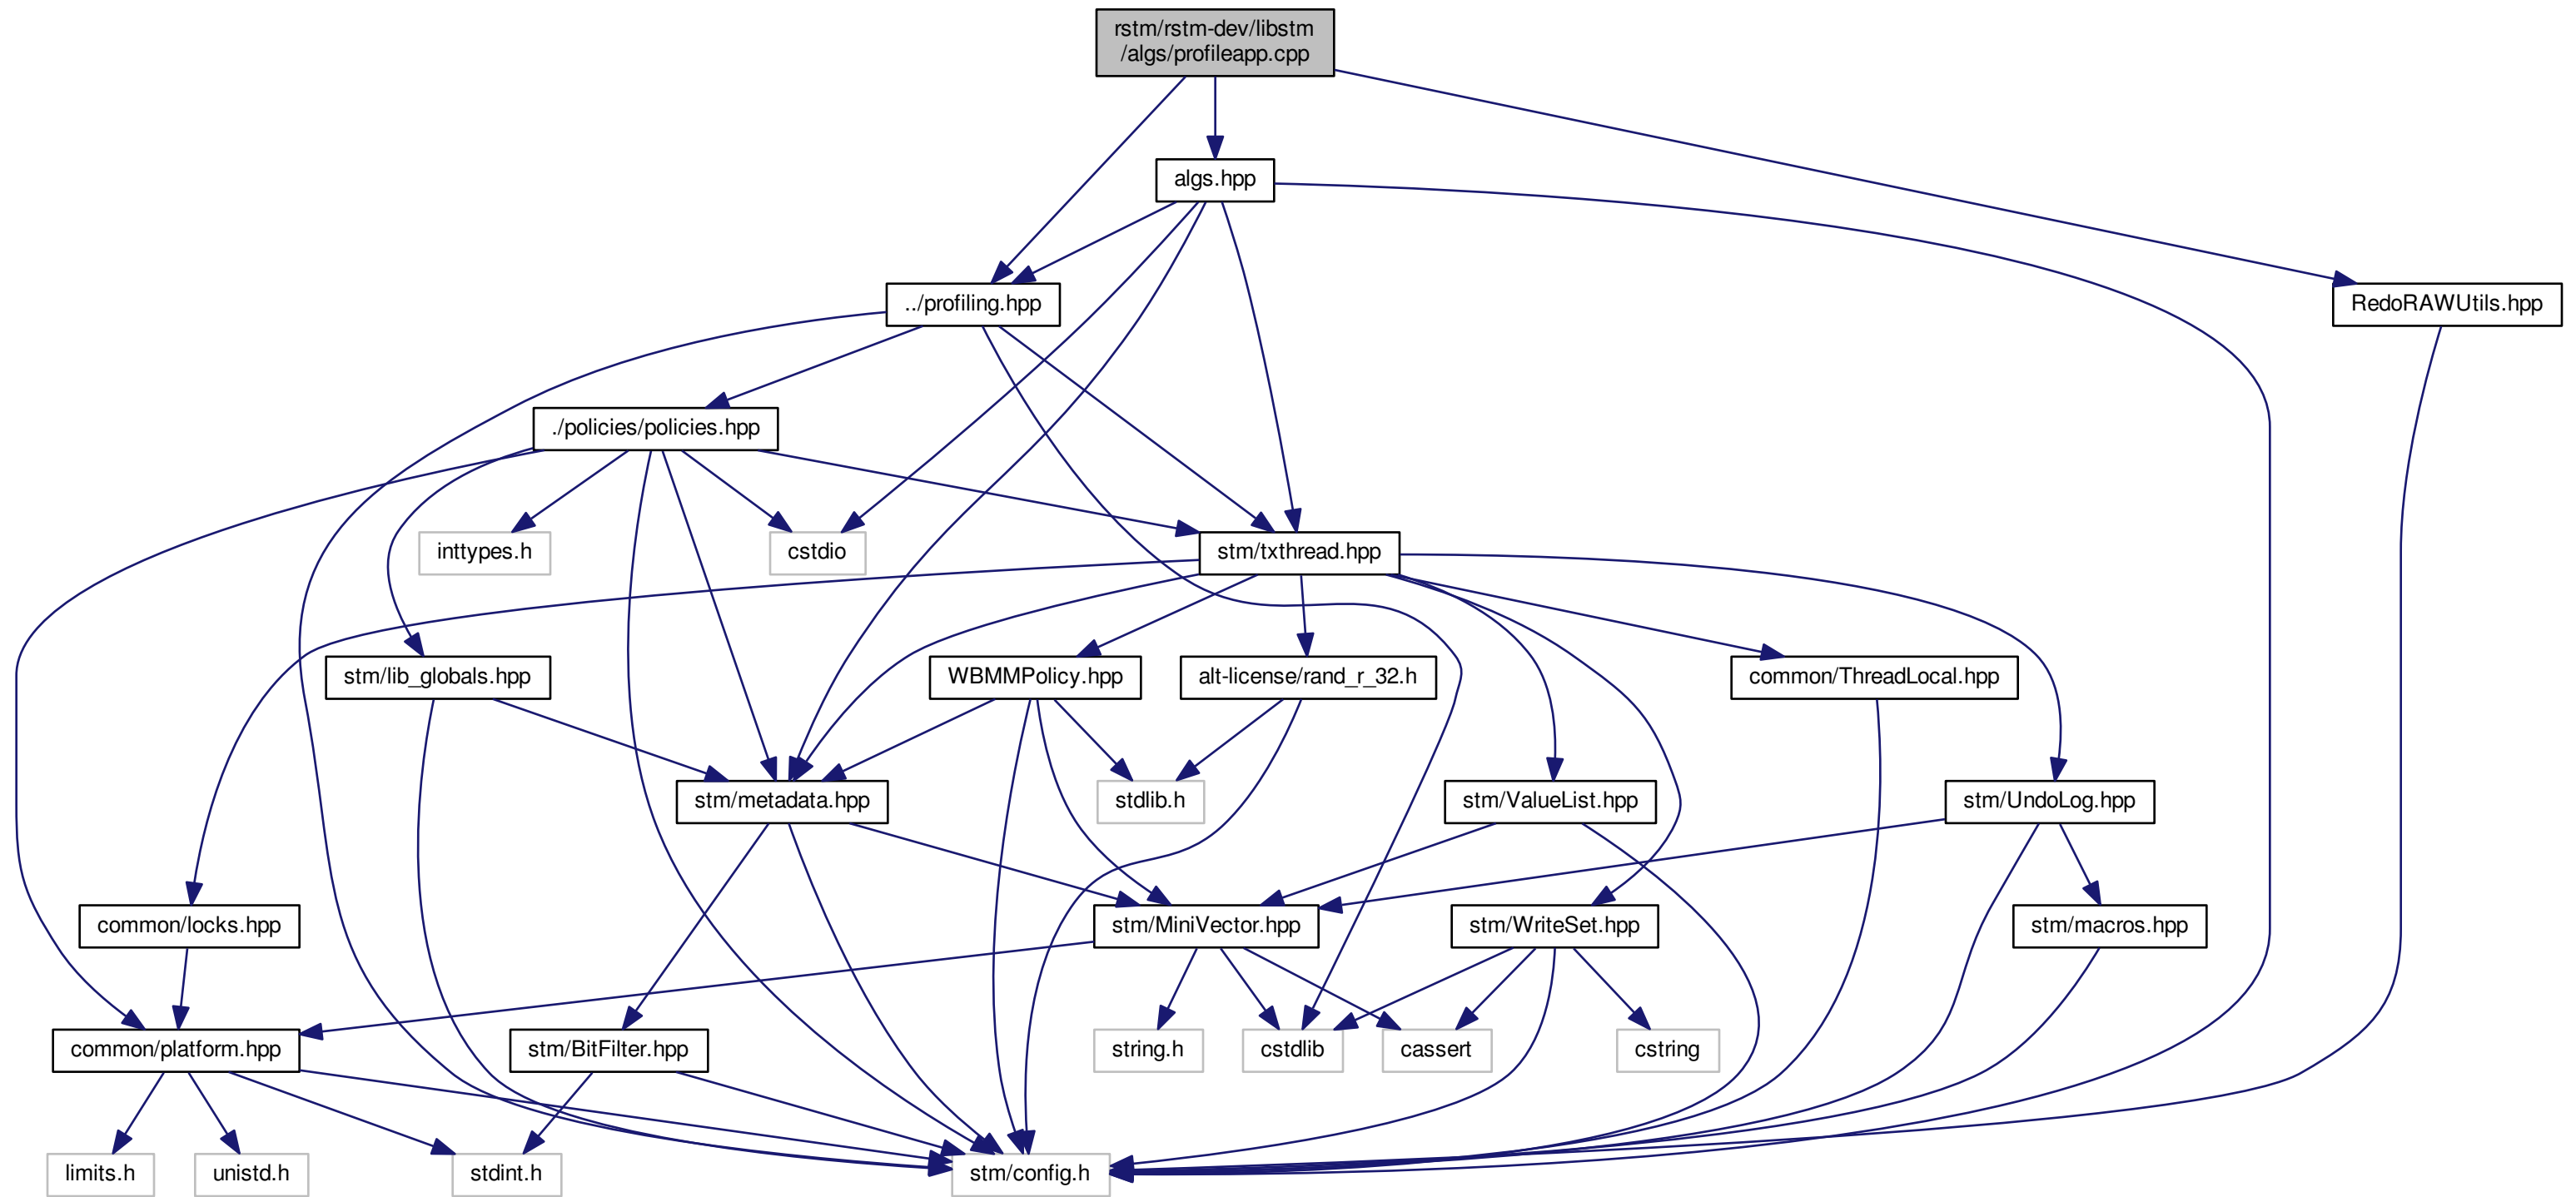 rstm/rstm-dev/libstm
/algs/profileapp.cpp
algs.hpp
../profiling.hpp
RedoRAWUtils.hpp
./policies/policies.hpp
inttypes.h
cstdio
stm/txthread.hpp
stm/lib_globals.hpp
WBMMPolicy.hpp
alt-license/rand_r_32.h
common/ThreadLocal.hpp
stm/metadata.hpp
stdlib.h
stm/ValueList.hpp
stm/UndoLog.hpp
common/locks.hpp
stm/MiniVector.hpp
stm/WriteSet.hpp
stm/macros.hpp
common/platform.hpp
stm/BitFilter.hpp
string.h
cstdlib
cassert
cstring
limits.h
unistd.h
stdint.h
stm/config.h